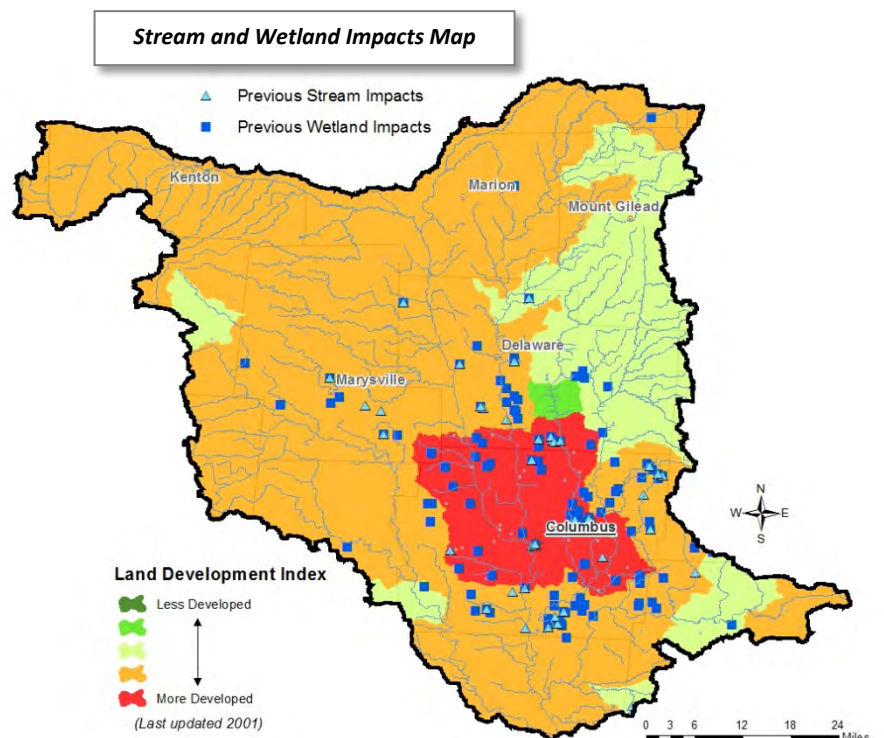 Stream and Wetland Impacts Map
Previous Stream Impacts
Previous Wetland Impacts
Kenton
Marion
Mount Gilead
Delaware
Marysville
N
W E
S
Columbus
Land Development Index
Less Developed
More Developed
(Last updated 2001)
0 3 6 12 18 24
Miles